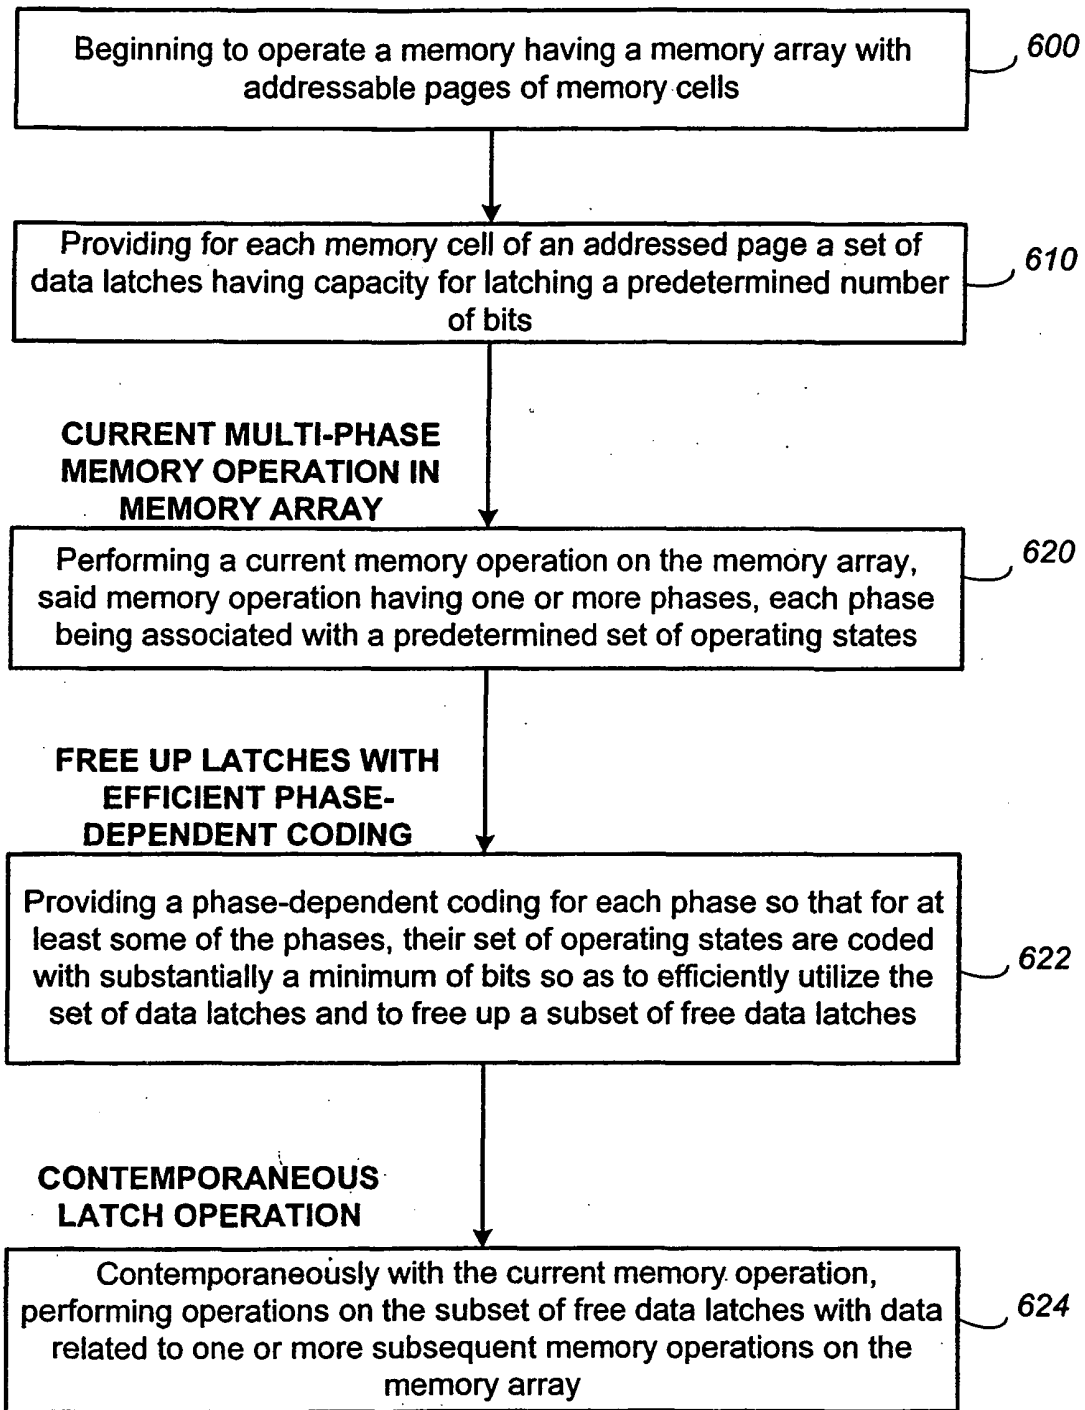 Beginning to operate a memory having a memory array with
addressable pages of memory cells
600
Providing for each memory cell of an addressed page a set of
data latches having capacity for latching a predetermined number
of bits
610
CURRENT MULTI-PHASE
MEMORY OPERATION IN
MEMORY ARRAY
Performing a current memory operation on the memory array,
said memory operation having one or more phases, each phase
being associated with a predetermined set of operating states
620
FREE UP LATCHES WITH
EFFICIENT PHASE-
DEPENDENT CODING
Providing a phase-dependent coding for each phase so that for at
least some of the phases, their set of operating states are coded
with substantially a minimum of bits so as to efficiently utilize the
set of data latches and to free up a subset of free data latches
622
CONTEMPORANEOUS
LATCH OPERATION
Contemporaneously with the current memory operation,
performing operations on the subset of free data latches with data
related to one or more subsequent memory operations on the
memory array
624